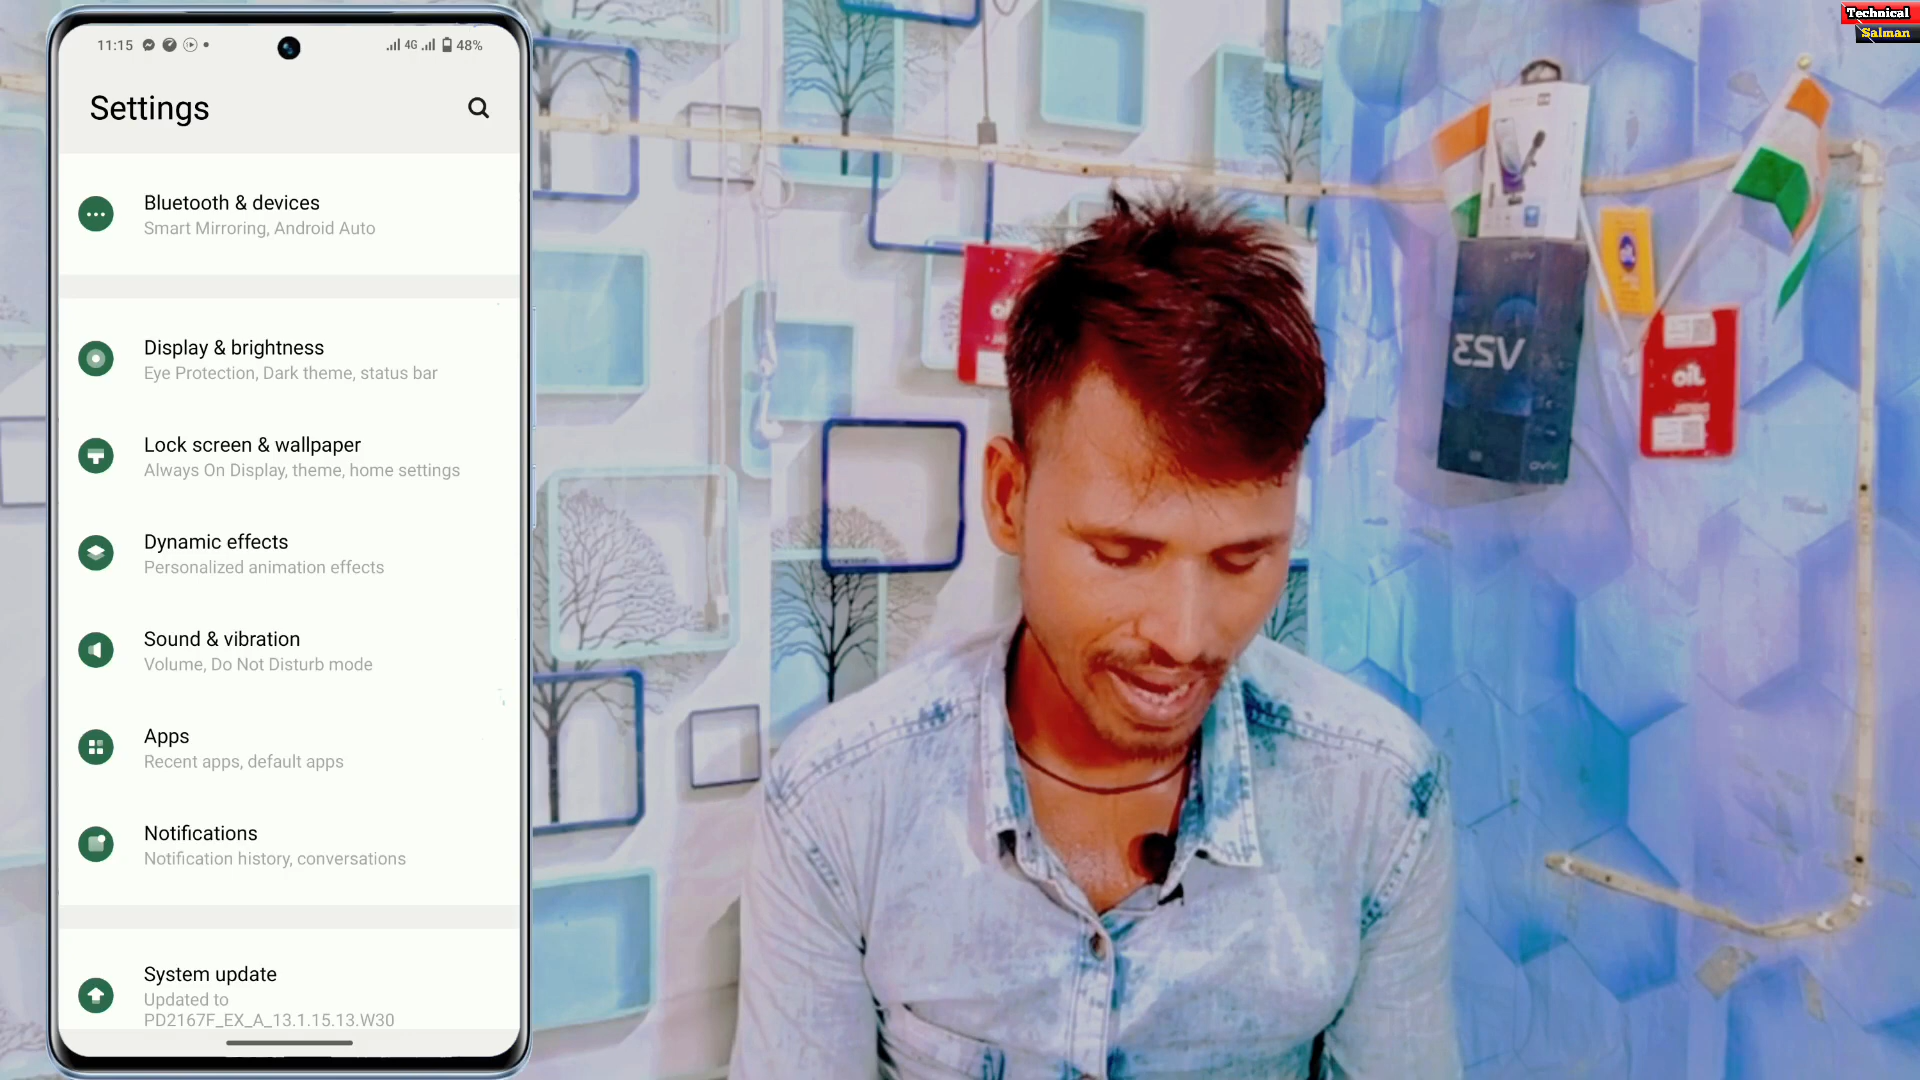 11:15
4G 48%
Settings
Bluetooth & devices
Smart Mirroring, Android Auto
Display & brightness
Eye Protection, Dark theme, status bar
Lock screen & wallpaper
Always On Display, theme, home settings
Dynamic effects
Personalized animation effects
Sound & vibration
Volume, Do Not Disturb mode
Apps
Recent apps, default apps
Notifications
Notification history, conversations
System update
Updated to
PD2167F_EX_A_13.1.15.13.W30
Technical
Salman
V23
vivo
Jio